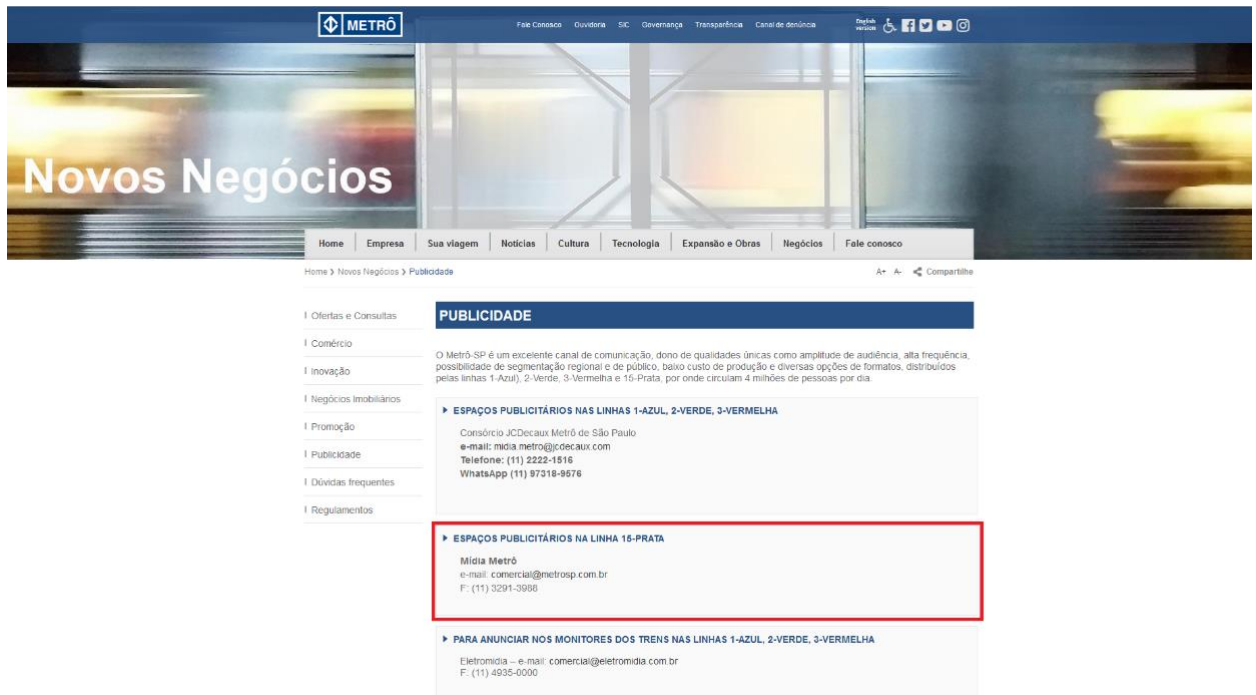 METRÔ
Fale Conosco Ouvidoria SIC Governança Transparência Canal de denúncia
English version
Novos Negócios
Home Empresa Sua viagem Notícias Cultura Tecnologia Expansão e Obras Negócios Fale conosco
Home > Novos Negócios > Publicidade
A+ A- Compartilhe
Ofertas e Consultas
Comércio
Inovação
Negócios Imobiliários
Promoção
Publicidade
Dúvidas frequentes
Regulamentos
PUBLICIDADE
O Metrô-SP é um excelente canal de comunicação, dono de qualidades únicas como amplitude de audiência, alta frequência,
possibilidade de segmentação regional e de público, baixo custo de produção e diversas opções de formatos, distribuídos
pelas linhas 1-Azul), 2-Verde, 3-Vermelha e 15-Prata, por onde circulam 4 milhões de pessoas por dia.
ESPAÇOS PUBLICITÁRIOS NAS LINHAS 1-AZUL, 2-VERDE, 3-VERMELHA
Consórcio JCDecaux Metrô de São Paulo
e-mail: midia.metro@jcdecaux.com
Telefone: (11) 2222-1516
WhatsApp (11) 97318-9576
ESPAÇOS PUBLICITÁRIOS NA LINHA 15-PRATA
Mídia Metrô
e-mail: comercial@metrosp.com.br
F: (11) 3291-3986
PARA ANUNCIAR NOS MONITORES DOS TRENS NAS LINHAS 1-AZUL, 2-VERDE, 3-VERMELHA
Eletromidia – e-mail: comercial@eletromidia.com.br
F. (11) 4935-0000